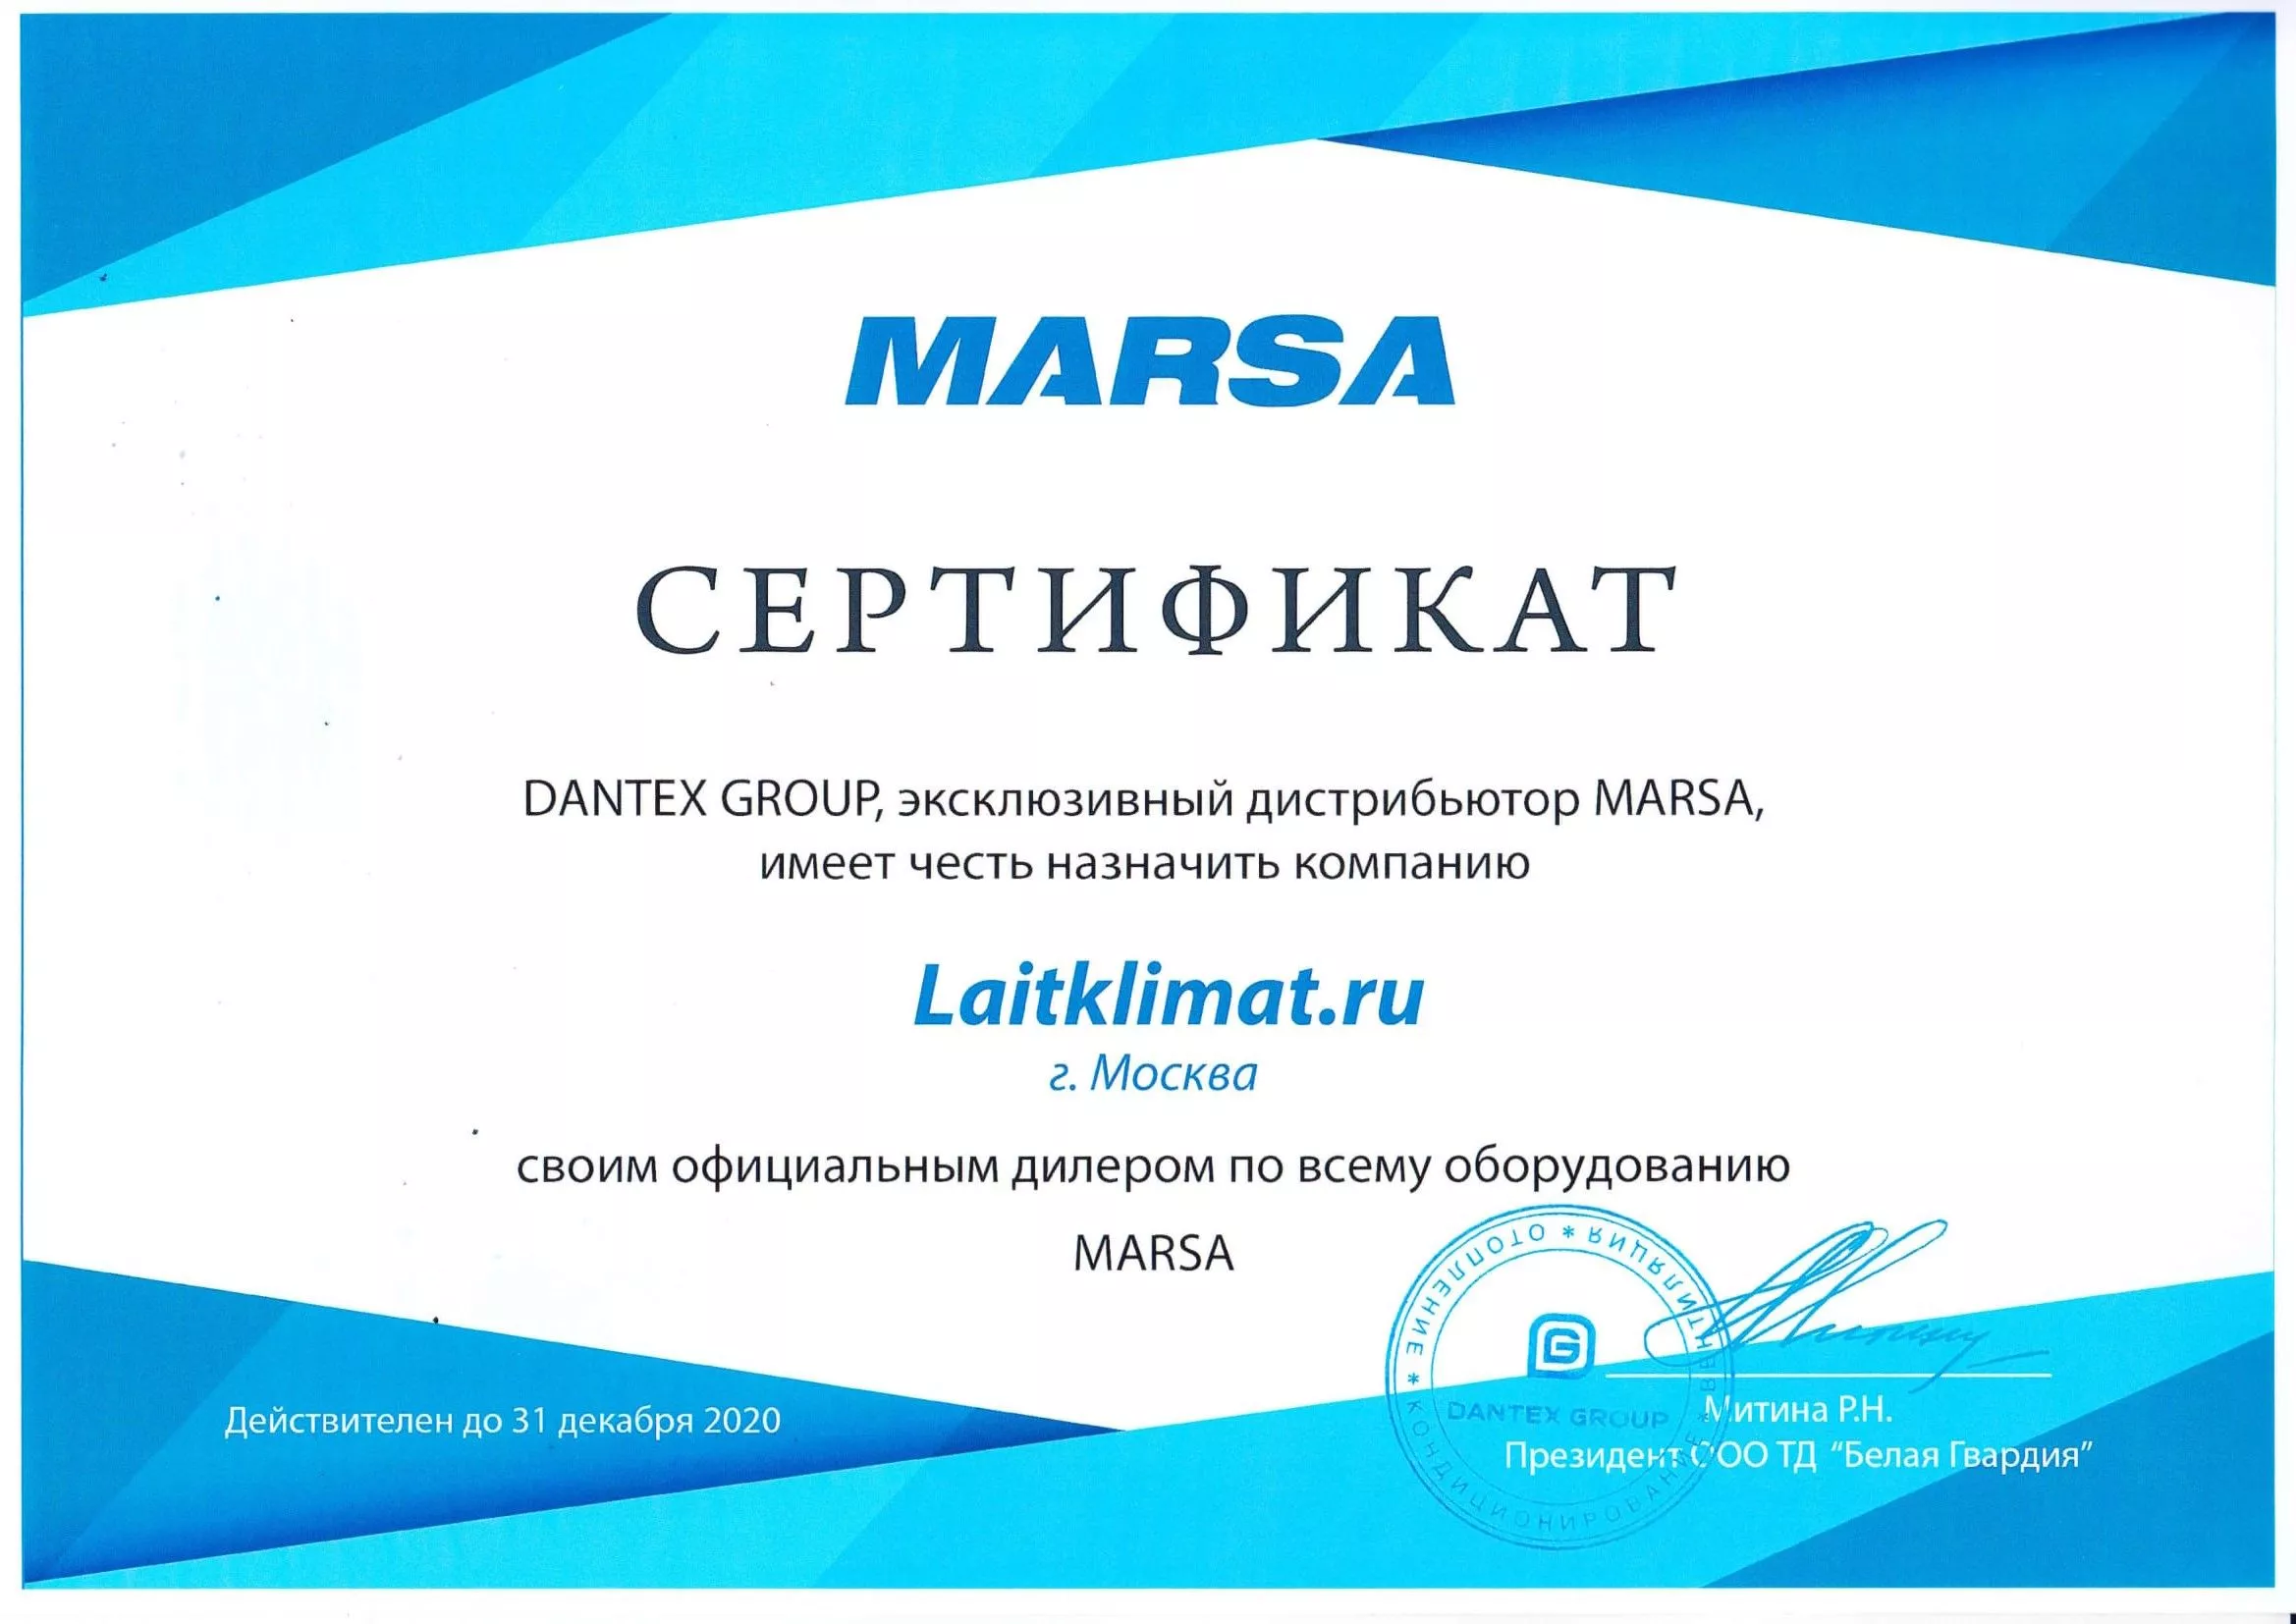 MARSA
СЕРТИФИКАТ
DANTEX GROUP, эксклюзивный дистрибьютор MARSA,
имеет честь назначить компанию
Laitklimat.ru
г. Москва
своим официальным дилером по всему оборудованию
MARSA
ОТОПЛЕНИЕ * КОНДИЦИОНИРОВАНИЕ * ВЕНТИЛЯЦИЯ *
G
DANTEX GROUP
Действителен до 31 декабря 2020
Митина Р.Н.
Президент ООО ТД “Белая Гвардия”